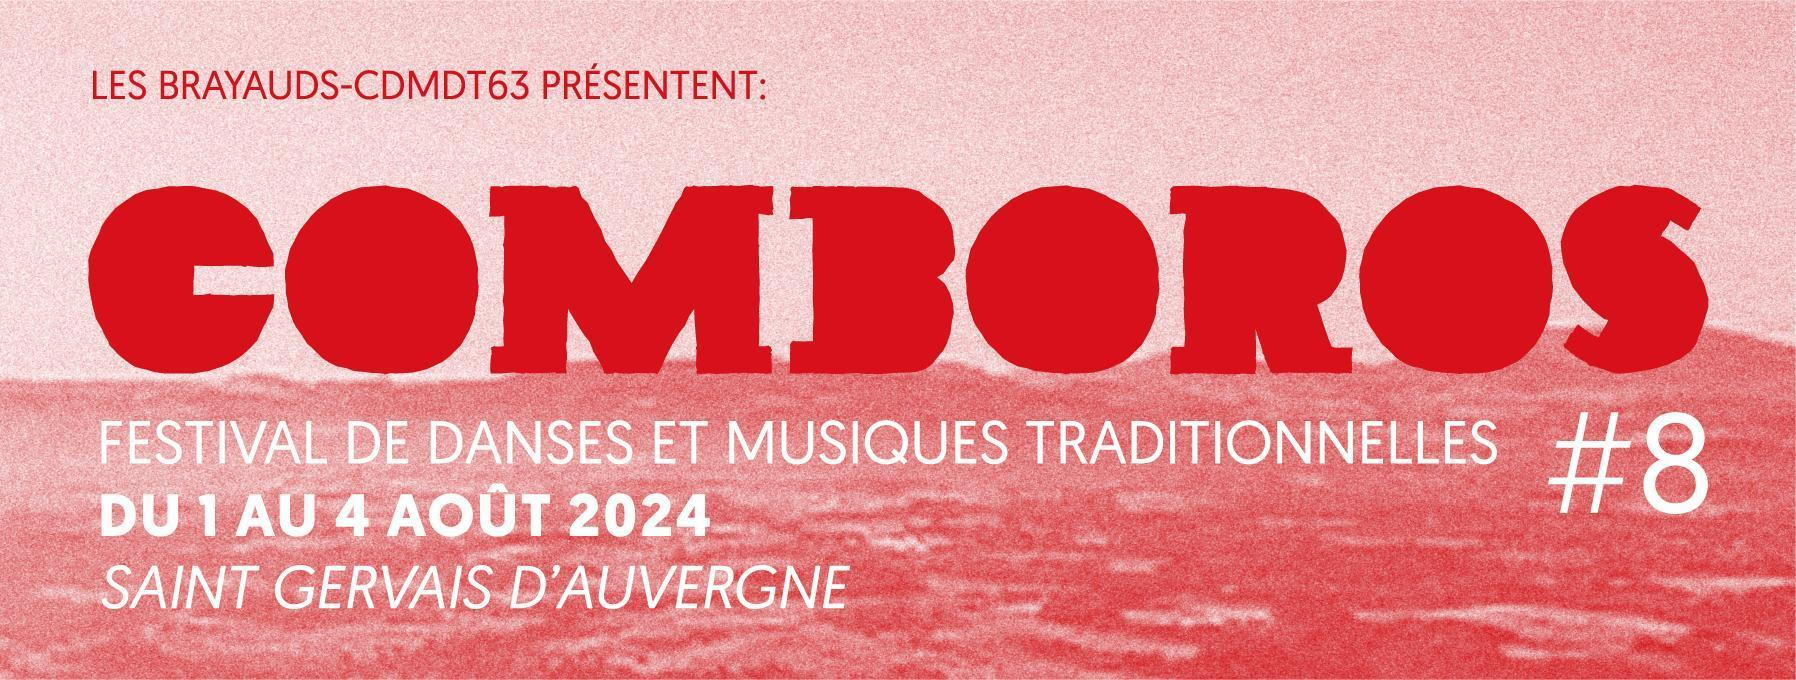 LES BRAYAUDS-CDMDT63 PRÉSENTENT:
COMBOROS
FESTIVAL DE DANSES ET MUSIQUES TRADITIONNELLES
#8
DU 1 AU 4 AOÛT 2024
SAINT GERVAIS D'AUVERGNE